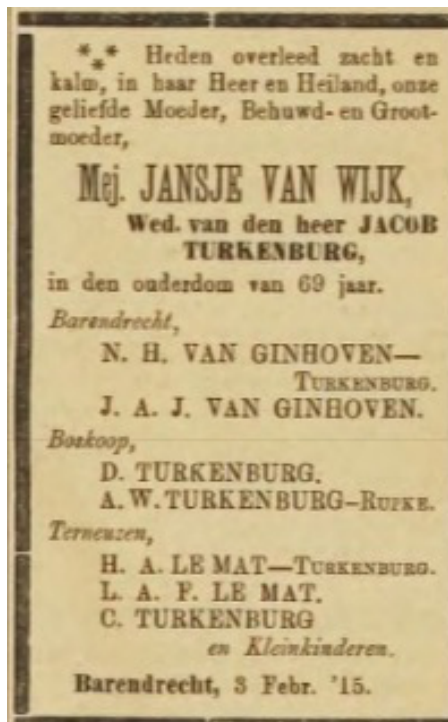 ⁂ Heden overleed zacht en
kalm, in haar Heer en Heiland, onze
geliefde Moeder, Behuwd- en Groot-
moeder,
Mej. JANSJE VAN WIJK,
Wed. van den heer JACOB
TURKENBURG,
in den ouderdom van 69 jaar.
Barendrecht,
N. H. VAN GINHOVEN—
TURKENBURG.
J. A. J. VAN GINHOVEN.
Boskoop,
D. TURKENBURG.
A. W. TURKENBURG–RUFKE.
Terneuzen,
H. A. LE MAT—TURKENBURG.
L. A. F. LE MAT.
C. TURKENBURG
en Kleinkinderen.
Barendrecht, 3 Febr. '15.